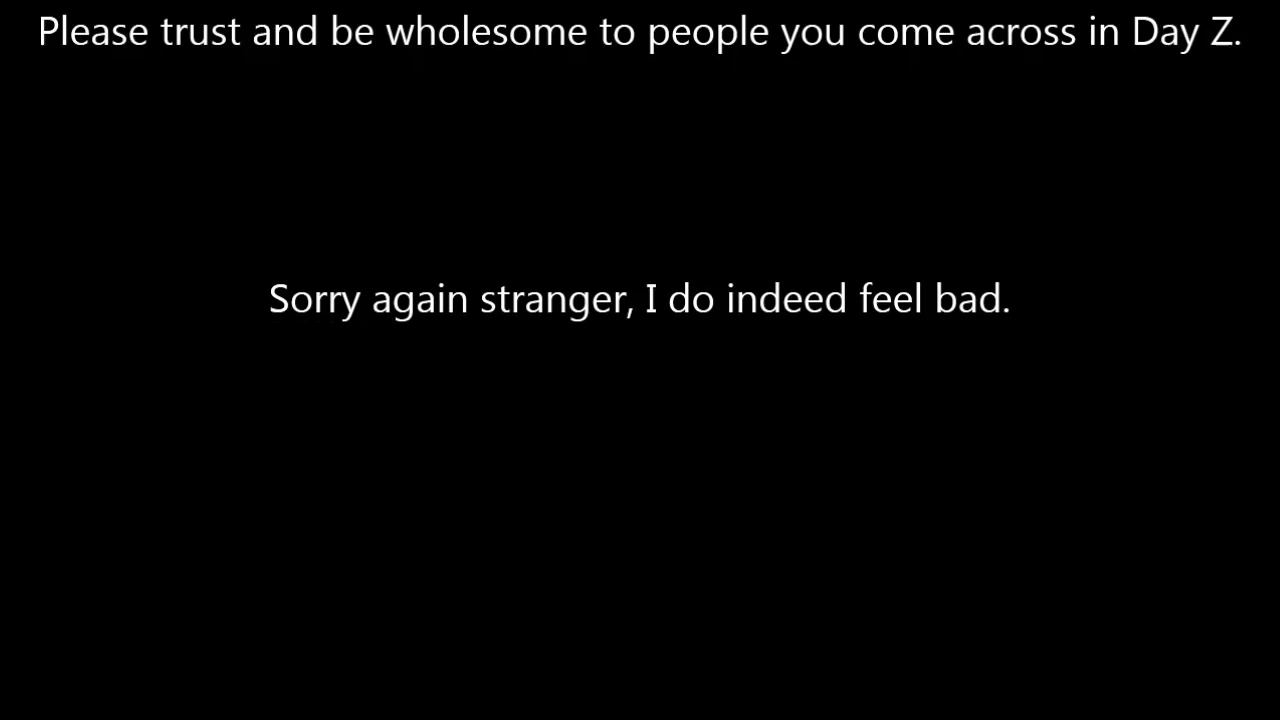 Please trust and be wholesome to people you come across in Day Z.
Sorry again stranger, I do indeed feel bad.